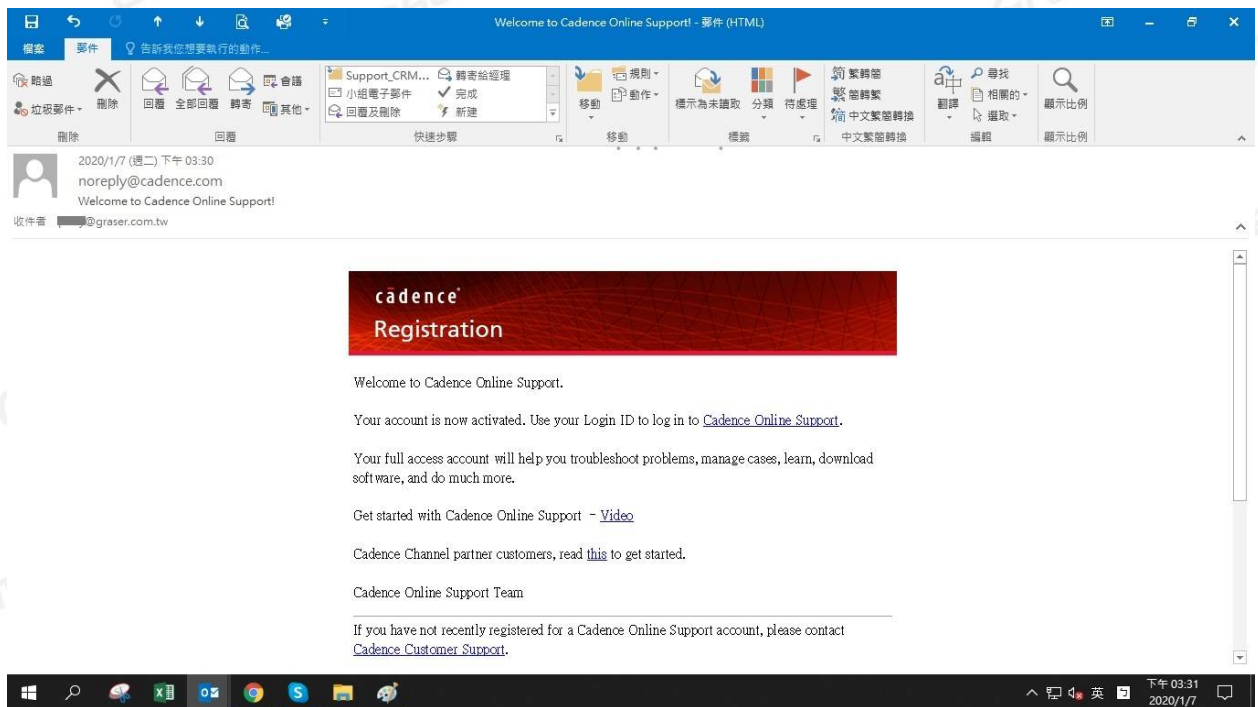 Welcome to Cadence Online Support! - 郵件 (HTML)
檔案 郵件 告訴我您想要執行的動作...
略過
垃圾郵件
刪除
回覆 全部回覆 轉寄
會議
其他
Support_CRM... 轉寄給經理
小組電子郵件 完成
回覆及刪除 新建
移動
規則
動作
標示為未讀取 分類 待處理
繁轉簡
簡轉繁
中文繁簡轉換
翻譯
尋找
相關的
選取
顯示比例
刪除 回覆 快速步驟 移動 標籤 中文繁簡轉換 編輯 顯示比例
2020/1/7 (週二) 下午 03:30
noreply@cadence.com
Welcome to Cadence Online Support!
收件者 @graser.com.tw
cādence
Registration
Welcome to Cadence Online Support.
Your account is now activated. Use your Login ID to log in to Cadence Online Support.
Your full access account will help you troubleshoot problems, manage cases, learn, download
software, and do much more.
Get started with Cadence Online Support - Video
Cadence Channel partner customers, read this to get started.
Cadence Online Support Team
If you have not recently registered for a Cadence Online Support account, please contact
Cadence Customer Support.
英
下午 03:31
2020/1/7